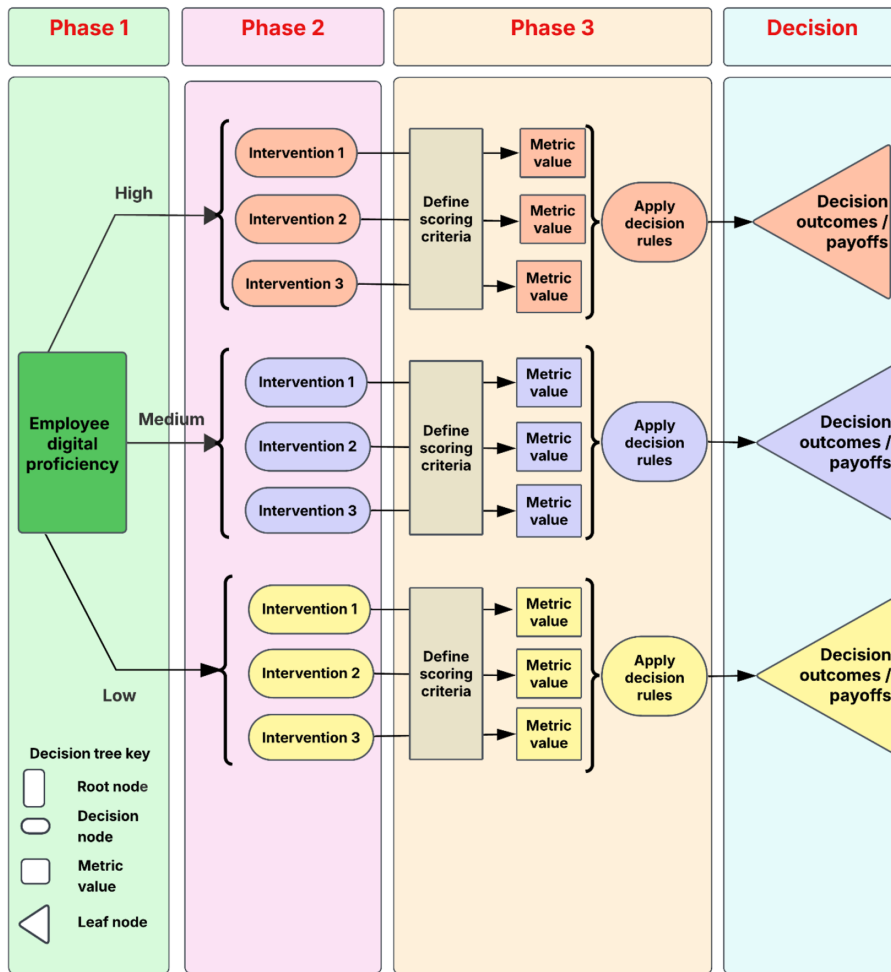 Phase 1
Phase 2
Phase 3
Decision
High
Intervention 1
Intervention 2
Intervention 3
Define
scoring
criteria
Metric
value
Metric
value
Metric
value
Apply
decision
rules
Decision
outcomes /
payoffs
Employee
digital
proficiency
Medium
Intervention 1
Intervention 2
Intervention 3
Define
scoring
criteria
Metric
value
Metric
value
Metric
value
Apply
decision
rules
Decision
outcomes /
payoffs
Low
Intervention 1
Intervention 2
Intervention 3
Define
scoring
criteria
Metric
value
Metric
value
Metric
value
Apply
decision
rules
Decision
outcomes /
payoffs
Decision tree key
Root node
Decision
node
Metric
value
Leaf node